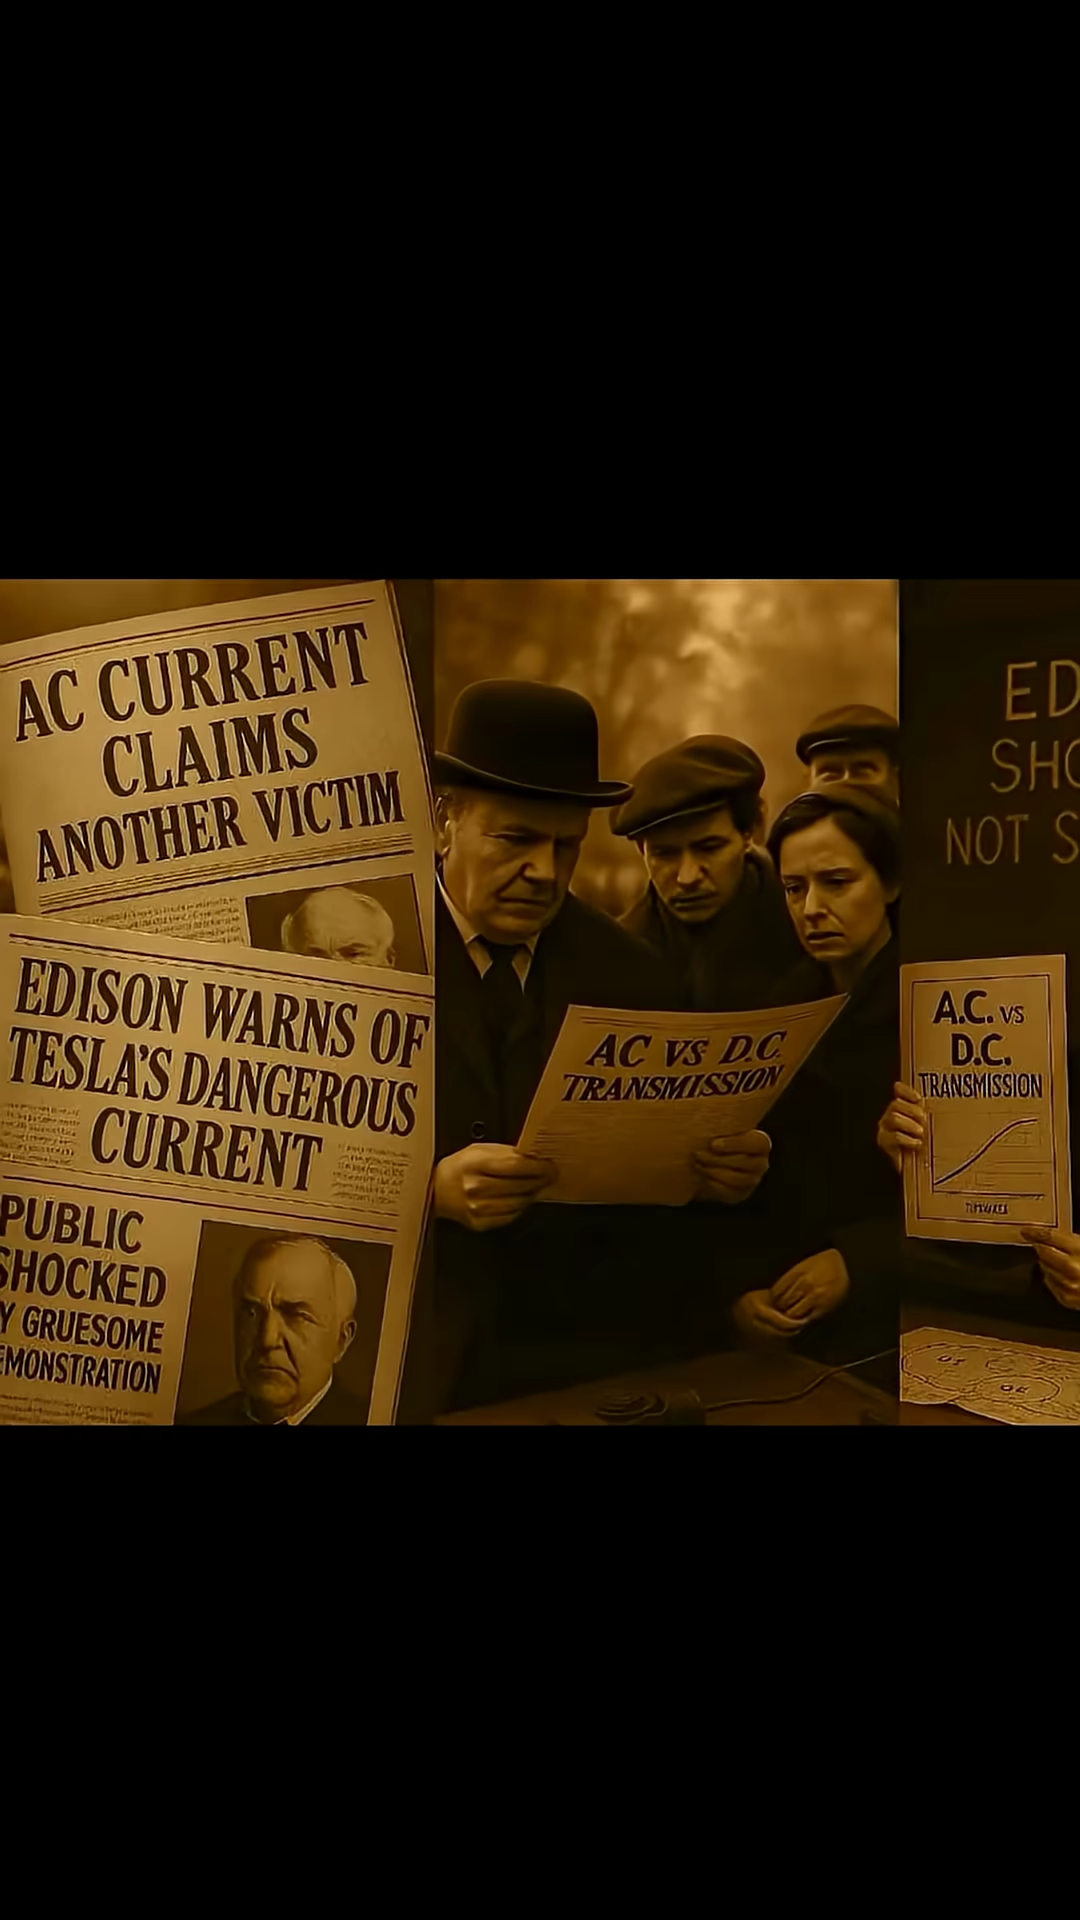 AC CURRENT
CLAIMS
ANOTHER VICTIM
EDISON WARNS OF
TESLA'S DANGEROUS
CURRENT
PUBLIC
SHOCKED
Y GRUESOME
EMONSTRATION
AC VS D.C.
TRANSMISSION
ED
SHO
NOT S
A.C. VS
D.C.
TRANSMISSION